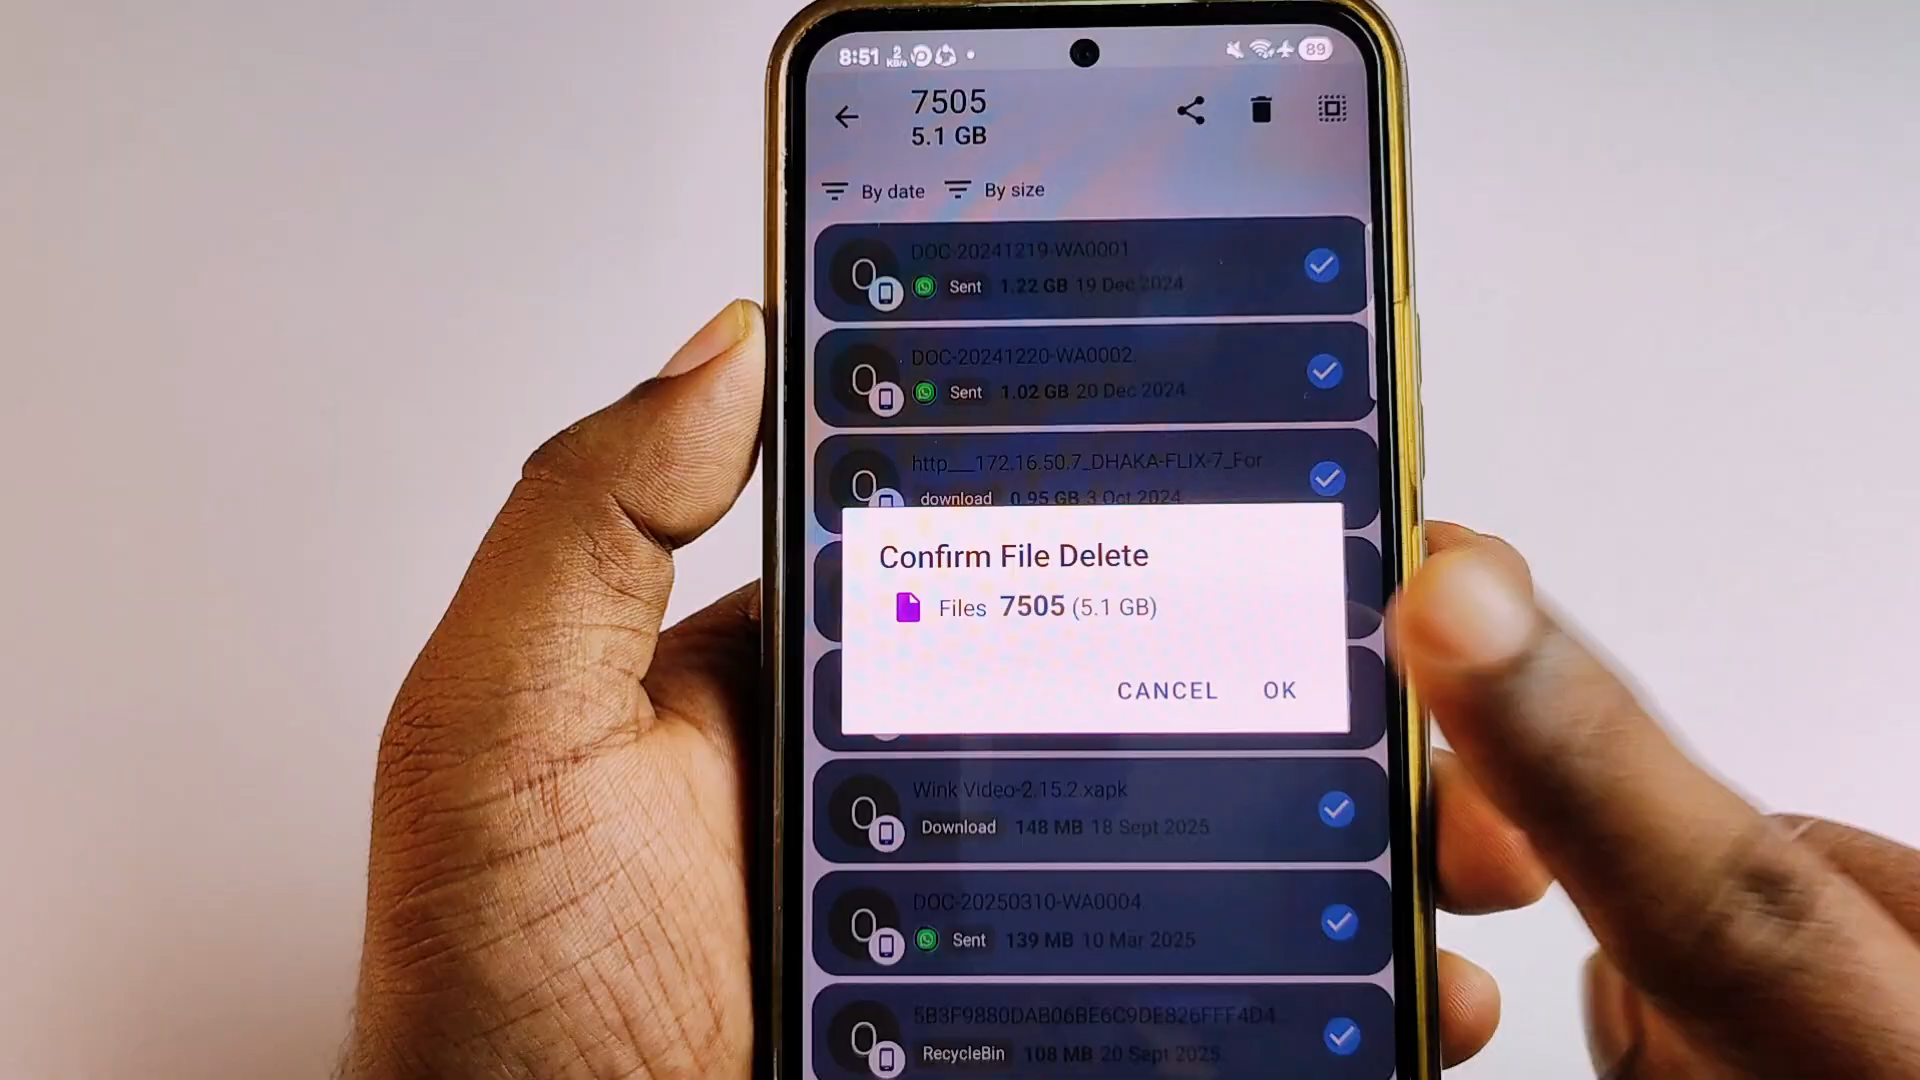 8:51 2 KB/s 89
7505
5.1 GB
By date By size
DOC-20241219-WA0001
Sent 1.22 GB 19 Dec 2024
DOC-20241220-WA0002.
Sent 1.02 GB 20 Dec 2024
http___172.16.50.7_DHAKA-FLIX-7_For
download 0.95 GB 3 Oct 2024
Confirm File Delete
Files 7505 (5.1 GB)
CANCEL OK
Wink Video-2.15.2.xapk
Download 148 MB 18 Sept 2025
DOC-20250310-WA0004.
Sent 139 MB 10 Mar 2025
5B3F9880DAB06BE6C9DE826FFF4D4
RecycleBin 108 MB 20 Sept 2025